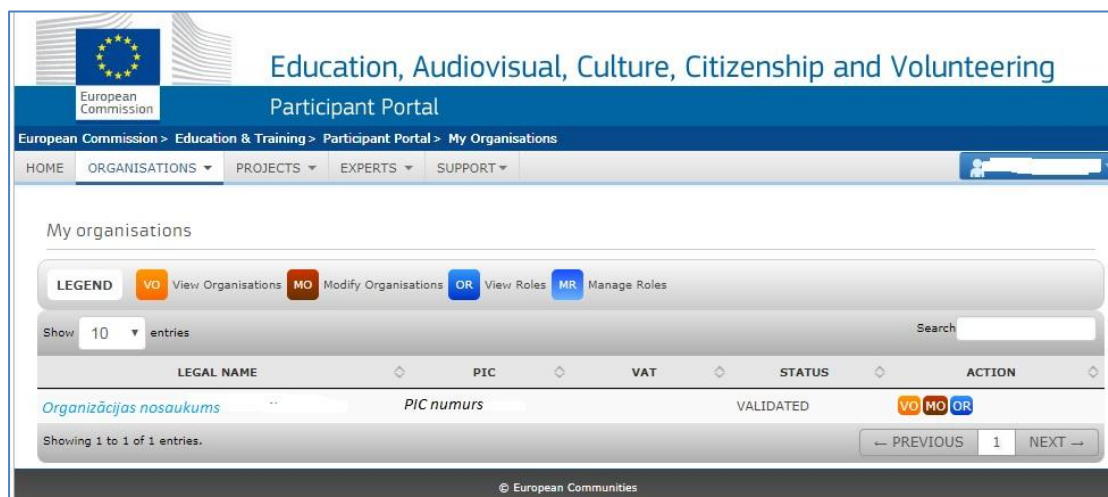 Education, Audiovisual, Culture, Citizenship and Volunteering
European
Commission
Participant Portal
European Commission > Education & Training > Participant Portal > My Organisations
HOME ORGANISATIONS PROJECTS EXPERTS SUPPORT
My organisations
LEGEND VO View Organisations MO Modify Organisations OR View Roles MR Manage Roles
Show 10 entries Search
LEGAL NAME PIC VAT STATUS ACTION
Organizācijas nosaukums PIC numurs VALIDATED VO MO OR
Showing 1 to 1 of 1 entries. ← PREVIOUS 1 NEXT →
© European Communities